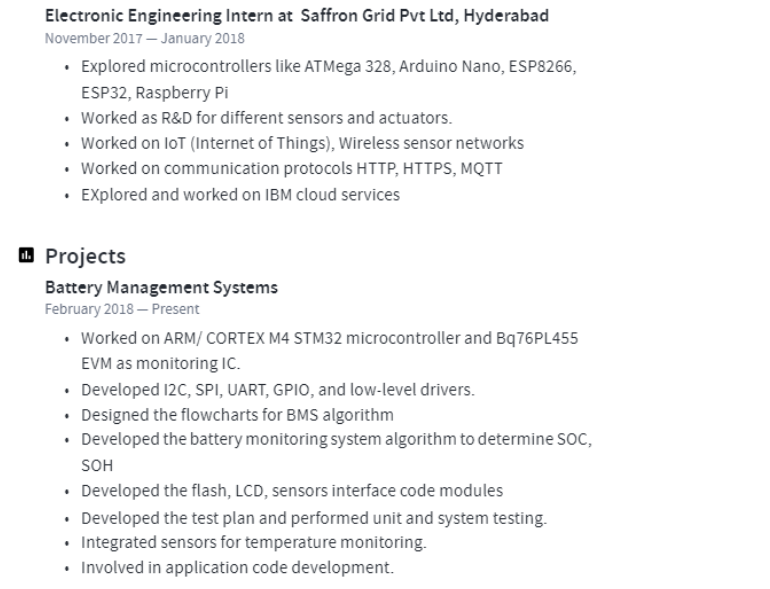 Electronic Engineering Intern at Saffron Grid Pvt Ltd, Hyderabad
November 2017 — January 2018
• Explored microcontrollers like ATMega 328, Arduino Nano, ESP8266,
ESP32, Raspberry Pi
• Worked as R&D for different sensors and actuators.
• Worked on IoT (Internet of Things), Wireless sensor networks
• Worked on communication protocols HTTP, HTTPS, MQTT
• EXplored and worked on IBM cloud services
Projects
Battery Management Systems
February 2018 — Present
• Worked on ARM/ CORTEX M4 STM32 microcontroller and Bq76PL455
EVM as monitoring IC.
• Developed I2C, SPI, UART, GPIO, and low-level drivers.
• Designed the flowcharts for BMS algorithm
• Developed the battery monitoring system algorithm to determine SOC,
SOH
• Developed the flash, LCD, sensors interface code modules
• Developed the test plan and performed unit and system testing.
• Integrated sensors for temperature monitoring.
• Involved in application code development.